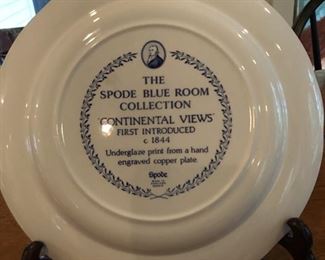 THE
SPODE BLUE ROOM
COLLECTION
'CONTINENTAL VIEWS'
FIRST INTRODUCED
c 1844
Underglaze print from a hand
engraved copper plate.
Spode